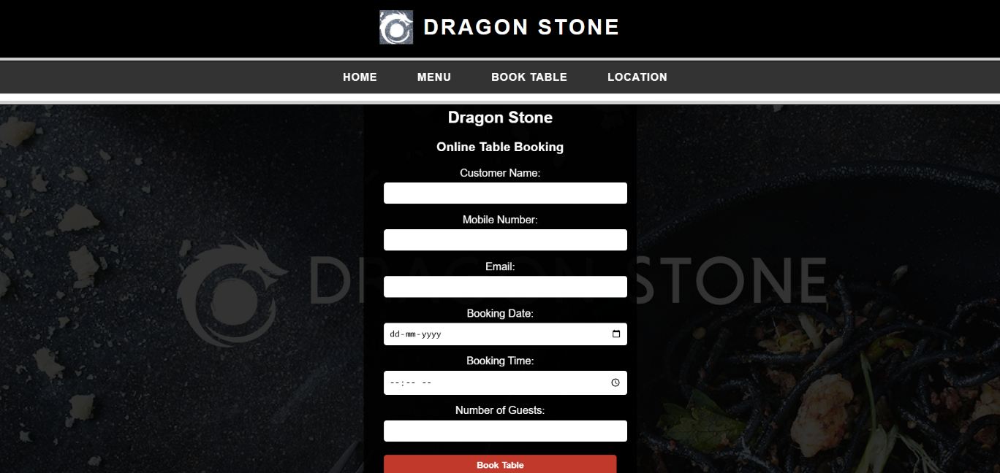 DRAGON STONE
HOME MENU BOOK TABLE LOCATION
Dragon Stone
Online Table Booking
Customer Name:
Mobile Number:
Email:
DRAGON STONE
Booking Date:
dd-mm-yyyy
Booking Time:
--:-- --
Number of Guests:
Book Table